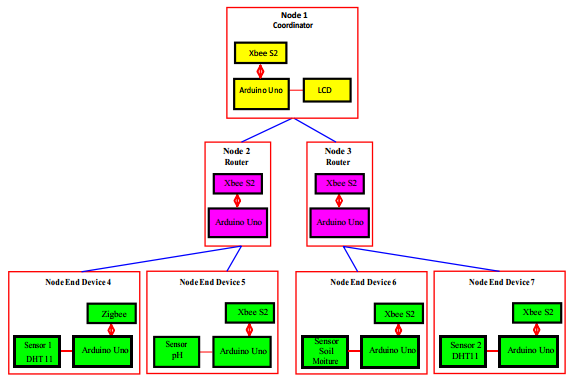 Node 1
Coordinator
Xbee S2
Arduino Uno
LCD
Node 2
Router
Xbee S2
Arduino Uno
Node 3
Router
Xbee S2
Arduino Uno
Node End Device 4
Zigbee
Sensor 1
DHT11
Arduino Uno
Node End Device 5
Xbee S2
Sensor
pH
Arduino Uno
Node End Device 6
Xbee S2
Sensor
Soil
Moiture
Arduino Uno
Node End Device 7
Xbee S2
Sensor 2
DHT11
Arduino Uno